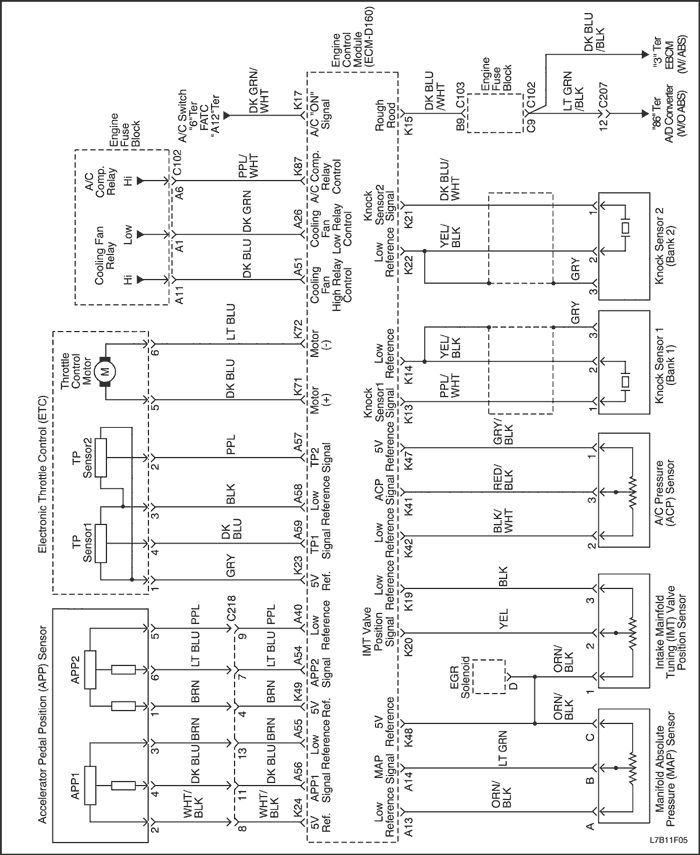 Accelerator Pedal Position (APP) Sensor
APP1
APP2
2
4
3
1
6
5
WHT/
BLK
DK BLU
BRN
BRN
LT BLU
PPL
8
11
13
4
7
9
C218
WHT/
BLK
DK BLU
BRN
BRN
LT BLU
PPL
K24
A56
A55
K49
A54
A40
5V
Ref.
APP1
Signal
Low
Reference
5V
Ref.
APP2
Signal
Low
Reference
Electronic Throttle Control (ETC)
TP
Sensor1
TP
Sensor2
Throttle
Control
Motor
M
1
4
3
2
5
6
GRY
DK
BLU
BLK
PPL
DK BLU
LT BLU
K23
A59
A58
A57
K71
K72
5V
Ref.
TP1
Signal
Low
Reference
TP2
Signal
Motor
(+)
Motor
(-)
Engine
Fuse
Block
Cooling Fan
Relay
A/C
Comp.
Relay
Hi
Low
Hi
A11
A1
A6
C102
DK BLU
DK GRN
PPL/
WHT
A51
A26
K87
Cooling
Fan
High Relay
Control
Cooling
Fan
Low Relay
Control
A/C Comp.
Relay
Control
A/C Switch
"6"Ter
FATC
"A12"Ter
DK GRN/
WHT
K17
A/C "ON"
Signal
Engine
Control
Module
(ECM-D160)
Low
Reference
MAP
Signal
5V
Reference
IMT Valve
Position
Signal
Low
Reference
Low
Reference
ACP
Signal
5V
Reference
Knock
Sensor1
Signal
Low
Reference
Low
Reference
Knock
Sensor2
Signal
Rough
Road
A13
A14
K48
K20
K19
K42
K41
K47
K13
K14
K22
K21
K15
ORN/
BLK
LT GRN
ORN/
BLK
EGR
Solenoid
D
ORN/
BLK
YEL
BLK
BLK/
WHT
RED/
BLK
GRY/
BLK
PPL/
WHT
YEL/
BLK
GRY
GRY
YEL/
BLK
DK BLU/
WHT
DK BLU
/WHT
B9
C103
Engine
Fuse
Block
C9
C102
LT GRN
/BLK
DK BLU
/BLK
12
C207
"86"Ter
A/D Converter
(W/O ABS)
"3" Ter
EBCM
(W/ ABS)
A
B
C
1
2
3
2
3
1
1
2
3
3
2
1
Manifold Absolute
Pressure (MAP) Sensor
Intake Mainfold
Tuning (IMT) Valve
Position Sensor
A/C Pressure
(ACP) Sensor
Knock Sensor 1
(Bank 1)
Knock Sensor 2
(Bank 2)
L7B11F05